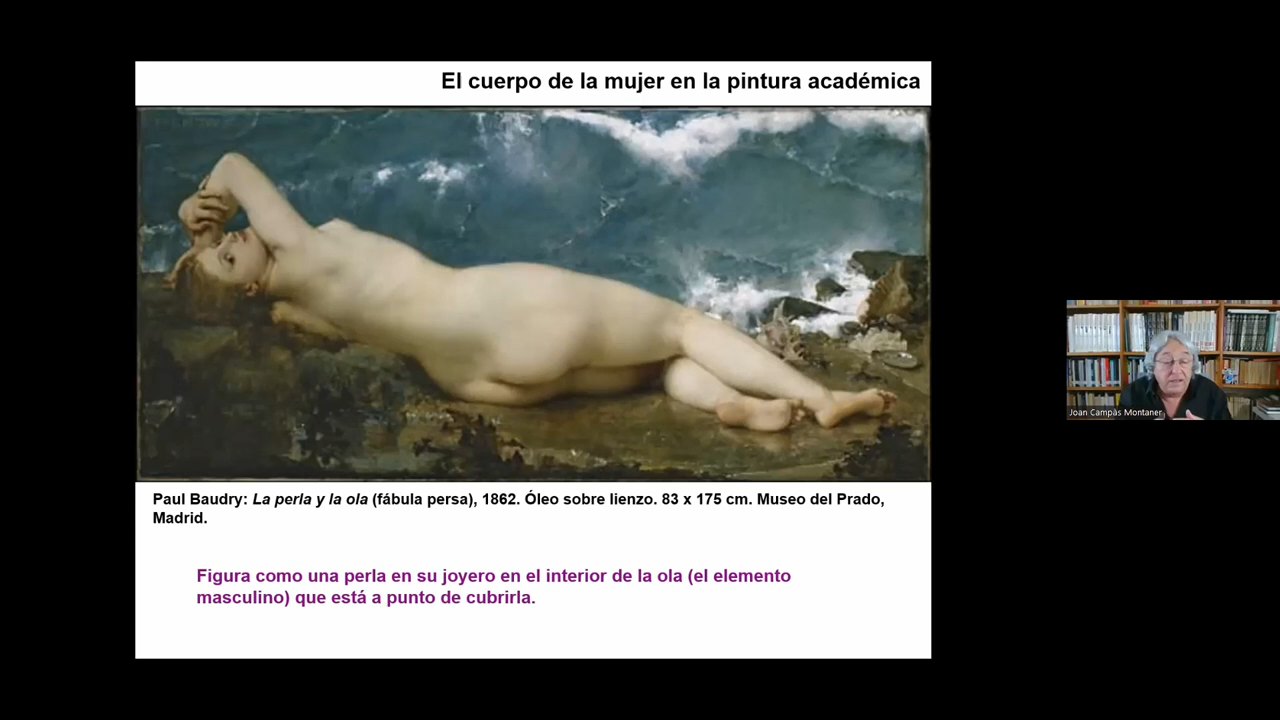 El cuerpo de la mujer en la pintura académica
Paul Baudry: La perla y la ola (fábula persa), 1862. Óleo sobre lienzo. 83 x 175 cm. Museo del Prado,
Madrid.
Figura como una perla en su joyero en el interior de la ola (el elemento
masculino) que está a punto de cubrirla.
Joan Campàs Montaner